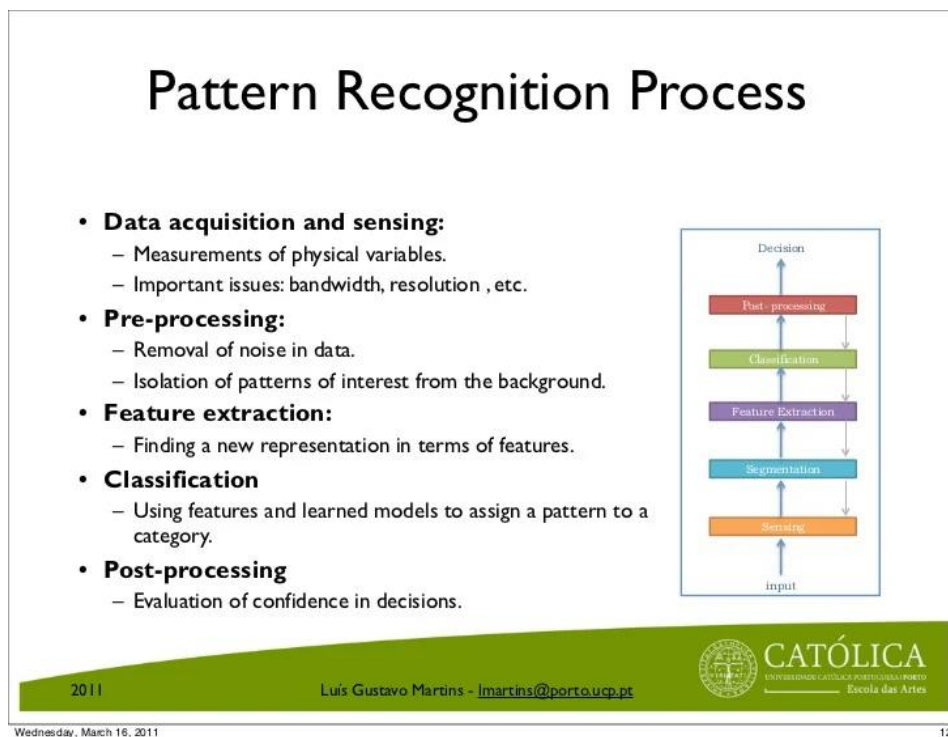 Pattern Recognition Process
• Data acquisition and sensing:
– Measurements of physical variables.
– Important issues: bandwidth, resolution , etc.
• Pre-processing:
– Removal of noise in data.
– Isolation of patterns of interest from the background.
• Feature extraction:
– Finding a new representation in terms of features.
• Classification
– Using features and learned models to assign a pattern to a
category.
• Post-processing
– Evaluation of confidence in decisions.
Decision
Post- processing
Classification
Feature Extraction
Segmentation
Sensing
input
2011
Luís Gustavo Martins - lmartins@porto.ucp.pt
CATÓLICA
UNIVERSIDADE CATÓLICA PORTUGUESA | PORTO
Escola das Artes
Wednesday, March 16, 2011
12